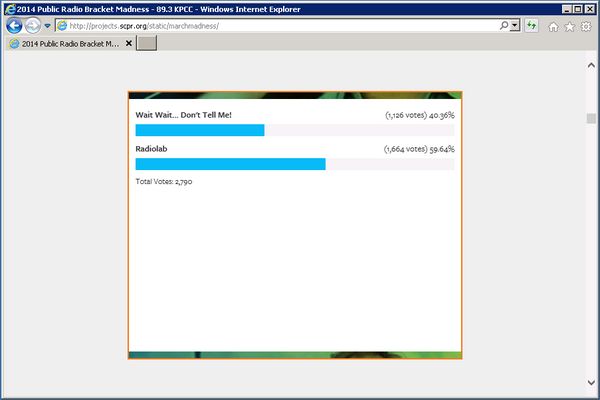 2014 Public Radio Bracket Madness - 89.3 KPCC - Windows Internet Explorer
http://projects.scpr.org/static/marchmadness/
2014 Public Radio Bracket M...
Wait Wait... Don't Tell Me! (1,126 votes) 40.36%
Radiolab (1,664 votes) 59.64%
Total Votes: 2,790